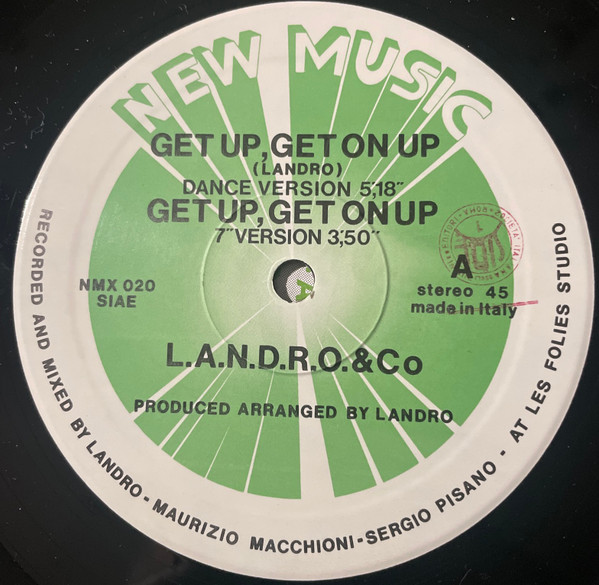 NEW MUSIC
GET UP, GET ON UP
(LANDRO)
DANCE VERSION 5;18"
GET UP, GET ON UP
7" VERSION 3;50"
NMX 020
SIAE
A
stereo 45
made in Italy
L.A.N.D.R.O. & Co
PRODUCED ARRANGED BY LANDRO
RECORDED AND MIXED BY LANDRO - MAURIZIO MACCHIONI - SERGIO PISANO - AT LES FOLIES STUDIO